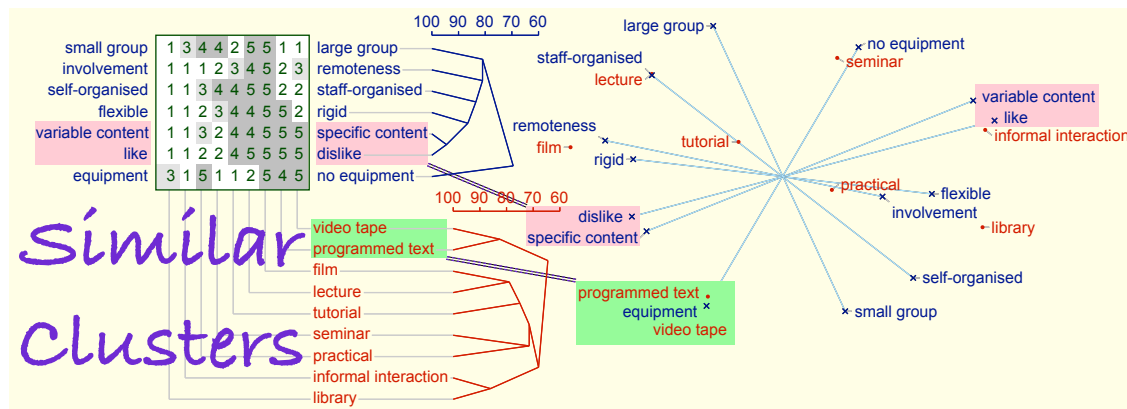 100 90 80 70 60
small group 1 3 4 4 2 5 5 1 1 large group
involvement 1 1 1 2 3 4 5 2 3 remoteness
self-organised 1 1 3 4 4 5 5 2 2 staff-organised
flexible 1 1 2 3 4 4 5 5 2 rigid
variable content 1 1 3 2 4 4 5 5 5 specific content
like 1 1 2 2 4 5 5 5 5 dislike
equipment 3 1 5 1 1 2 5 4 5 no equipment
100 90 80 70 60
Similar
Clusters
video tape
programmed text
film
lecture
tutorial
seminar
practical
informal interaction
library
large group
no equipment
seminar
staff-organised
lecture
variable content
like
informal interaction
remoteness
film
tutorial
rigid
practical
flexible
involvement
dislike
specific content
library
self-organised
programmed text
equipment
video tape
small group